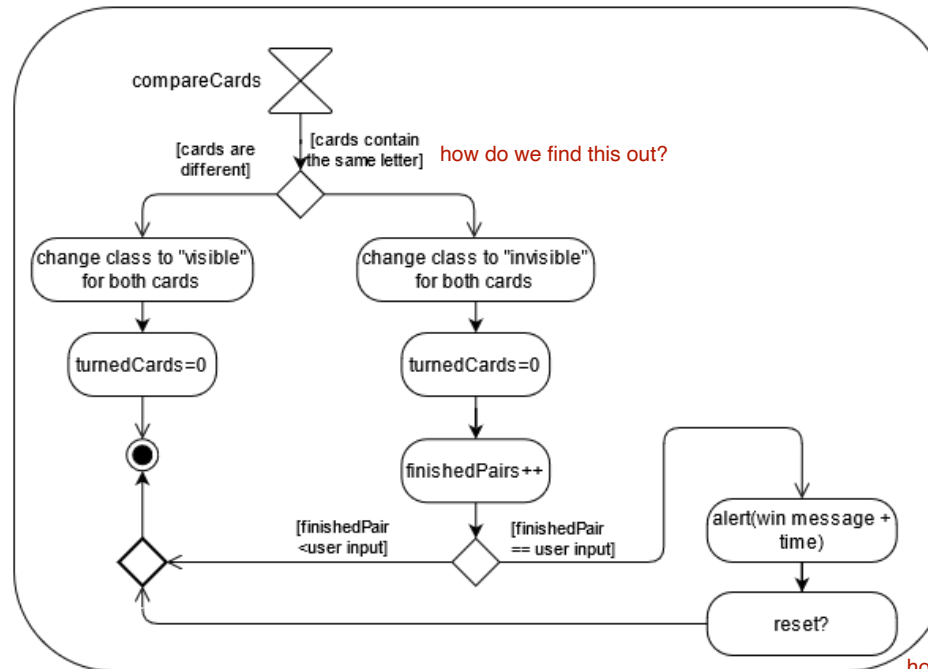 compareCards
[cards are
different]
[cards contain
the same letter]
how do we find this out?
change class to "visible"
for both cards
change class to "invisible"
for both cards
turnedCards=0
turnedCards=0
finishedPairs++
[finishedPair
<user input]
[finishedPair
== user input]
alert(win message +
time)
reset?